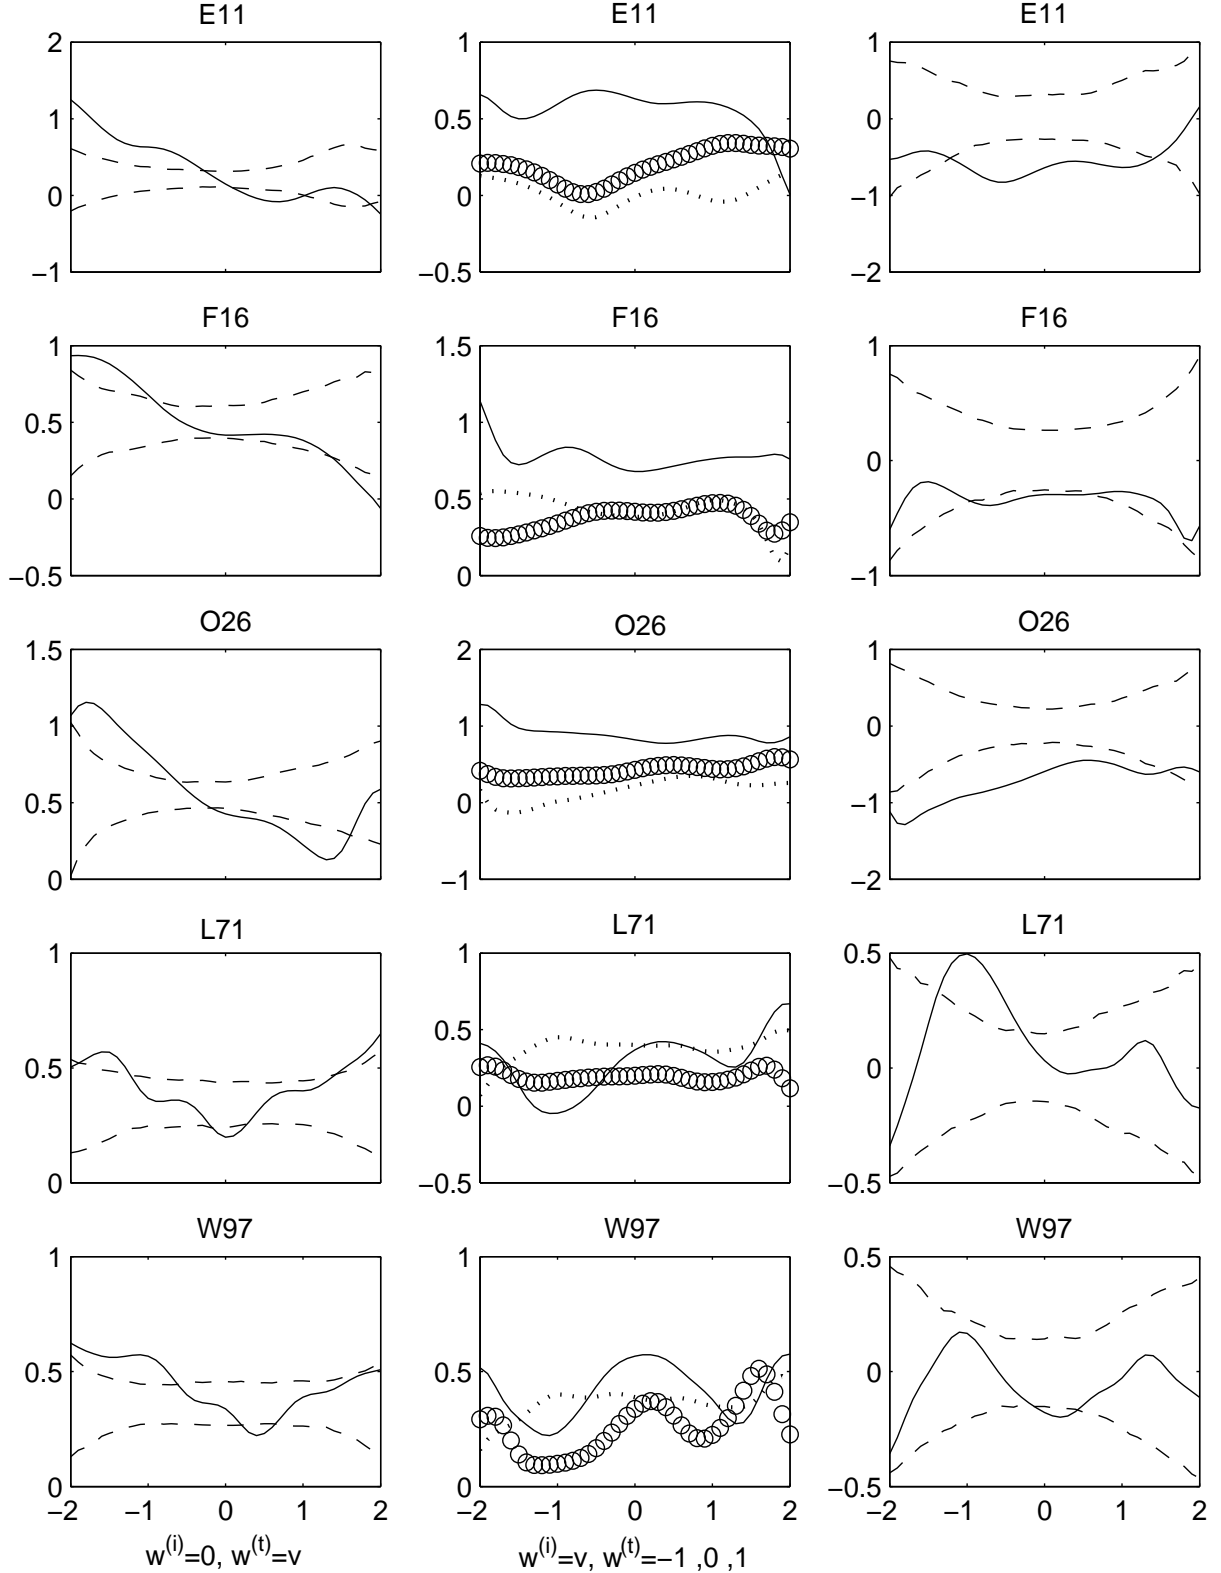 E11 E11 E11
2 1 1
1 0.5 0
0 0 −1
−1 −0.5 −2
F16 F16 F16
1 1.5 1
0.5 1 0
0 0.5
−0.5 0 −1
O26 O26 O26
1.5 2 1
1 1 0
0.5 0 −1
0 −1 −2
L71 L71 L71
1 1 0.5
0.5 0.5 0
0
0 −0.5 −0.5
W97 W97 W97
1 1 0.5
0.5 0.5 0
0 0 −0.5
−2 −1 0 1 2 −2 −1 0 1 2 −2 −1 0 1 2
w(i)=0, w(t)=v w(i)=v, w(t)=−1 ,0 ,1